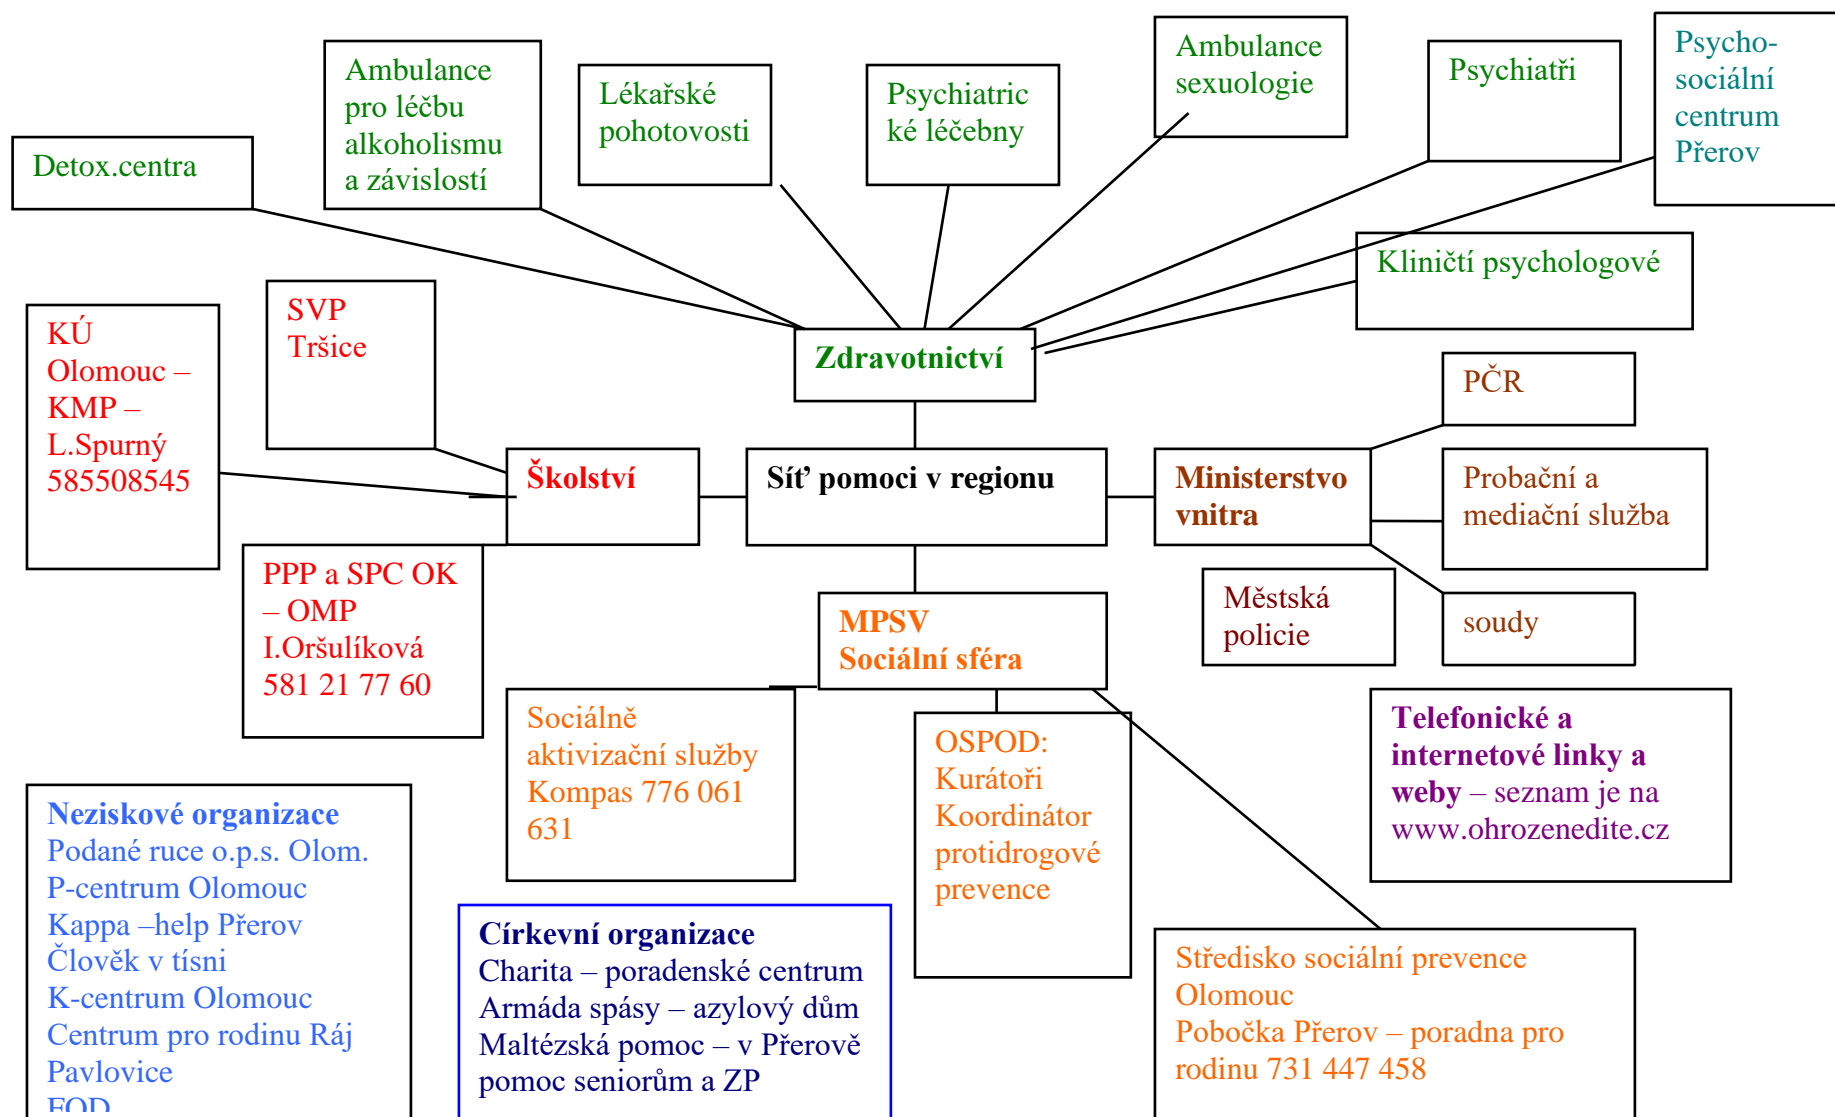 Detox.centra
Ambulance
pro léčbu
alkoholismu
a závislostí
Lékařské
pohotovosti
Psychiatric
ké léčebny
Ambulance
sexuologie
Psychiatři
Psycho-
sociální
centrum
Přerov
Kliničtí psychologové
KÚ
Olomouc –
KMP –
L.Spurný
585508545
SVP
Tršice
Zdravotnictví
PČR
Školství
Síť pomoci v regionu
Ministerstvo
vnitra
Probační a
mediační služba
PPP a SPC OK
– OMP
I.Oršulíková
581 21 77 60
MPSV
Sociální sféra
Městská
policie
soudy
Sociálně
aktivizační služby
Kompas 776 061
631
OSPOD:
Kurátoři
Koordinátor
protidrogové
prevence
Telefonické a
internetové linky a
weby – seznam je na
www.ohrozenedite.cz
Neziskové organizace
Podané ruce o.p.s. Olom.
P-centrum Olomouc
Kappa –help Přerov
Člověk v tísni
K-centrum Olomouc
Centrum pro rodinu Ráj
Pavlovice
FOD
Církevní organizace
Charita – poradenské centrum
Armáda spásy – azylový dům
Maltézská pomoc – v Přerově
pomoc seniorům a ZP
Středisko sociální prevence
Olomouc
Pobočka Přerov – poradna pro
rodinu 731 447 458